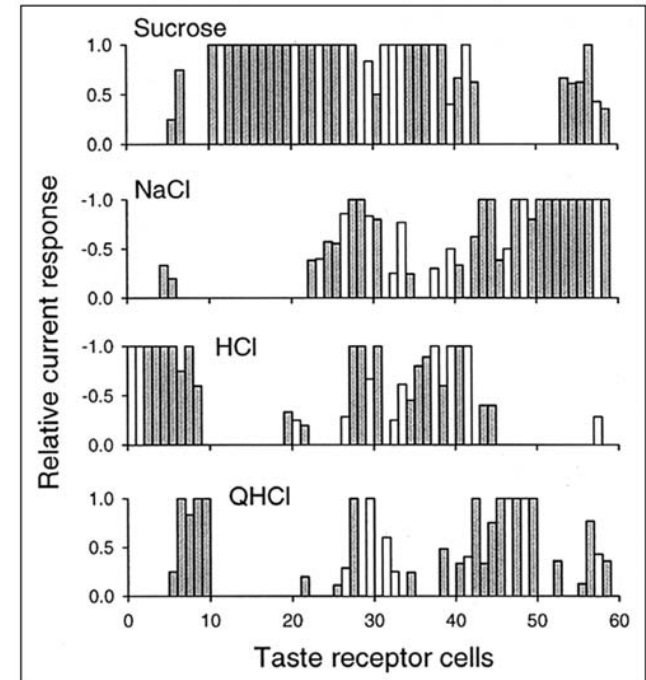 Sucrose
1.0
0.5
0.0
NaCl
-1.0
-0.5
0.0
HCl
-1.0
-0.5
0.0
QHCl
1.0
0.5
0.0
0 10 20 30 40 50 60
Taste receptor cells
Relative current response